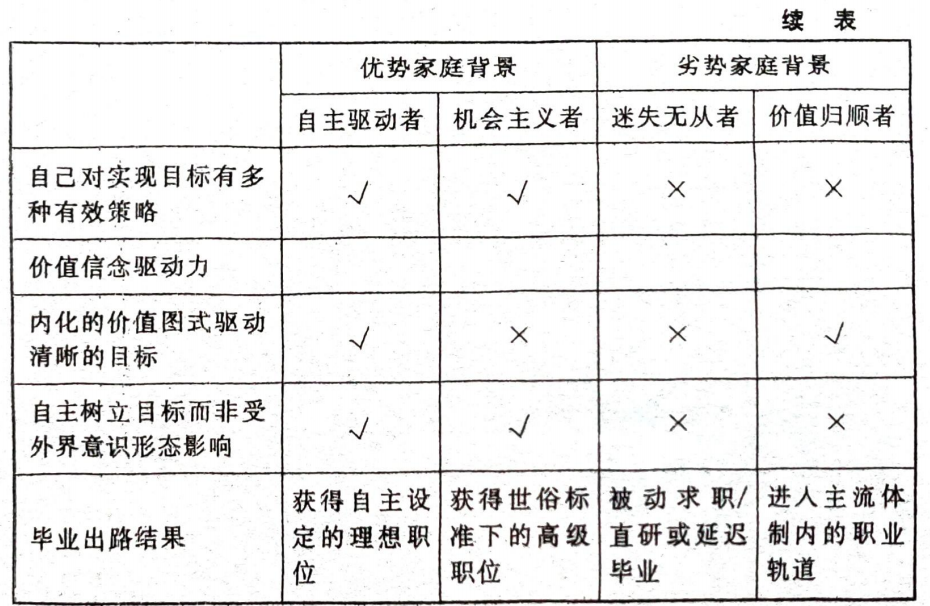 续 表
优势家庭背景 劣势家庭背景
自主驱动者 机会主义者 迷失无从者 价值归顺者
自己对实现目标有多
种有效策略
√ √ × ×
价值信念驱动力
内化的价值图式驱动
清晰的目标
√ × × √
自主树立目标而非受
外界意识形态影响
√ √ × ×
毕业出路结果
获得自主设
定的理想职
位
获得世俗标
准下的高级
职位
被动求职/
直研或延迟
毕业
进入主流体
制内的职业
轨道